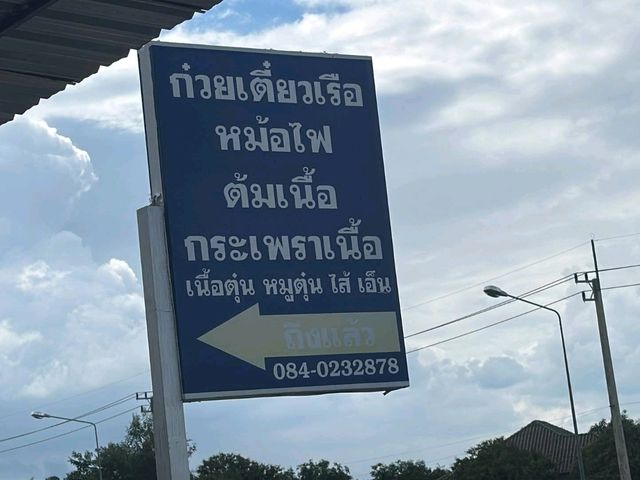 ก๋วยเตี๋ยวเรือ
หม้อไฟ
ต้มเนื้อ
กระเพราเนื้อ
เนื้อตุ๋น หมูตุ๋น ไส้ เอ็น
ถึงแล้ว
084-0232878